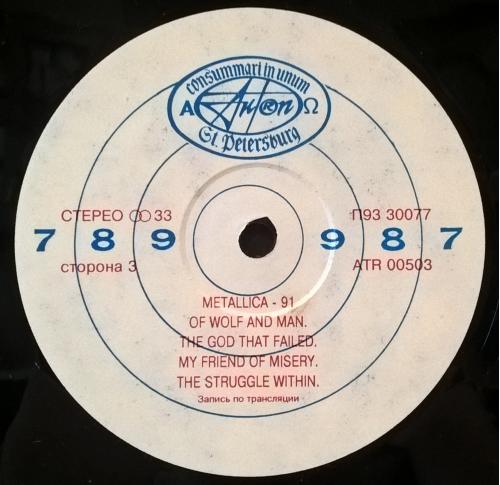 consummari in unum
A Антоп Ω
St. Petersburg
СТЕРЕО 33
П93 30077
7 8 9 9 8 7
сторона 3
ATR 00503
METALLICA - 91
OF WOLF AND MAN.
THE GOD THAT FAILED.
MY FRIEND OF MISERY.
THE STRUGGLE WITHIN.
Запись по трансляции